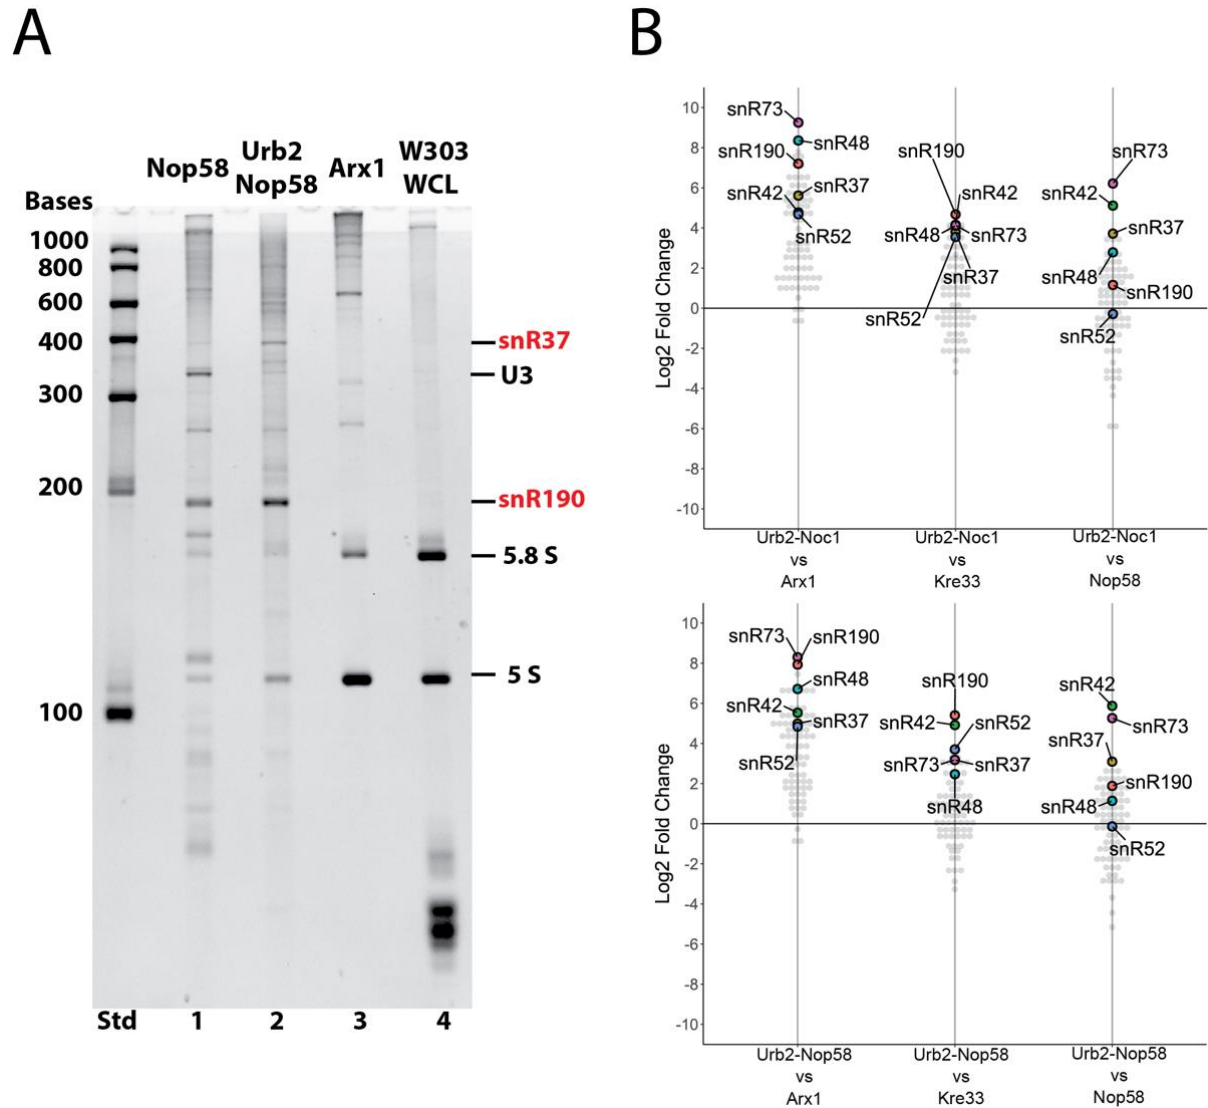 A
Nop58
Urb2
Nop58
Arx1
W303
WCL
Bases
1000
800
600
400
300
200
100
snR37
U3
snR190
5.8 S
5 S
Std
1
2
3
4
B
Log2 Fold Change
10
8
6
4
2
0
-2
-4
-6
-8
-10
snR73
snR48
snR190
snR37
snR42
snR52
snR190
snR42
snR48
snR73
snR37
snR52
snR73
snR42
snR37
snR48
snR190
snR52
Urb2-Noc1
vs
Arx1
Urb2-Noc1
vs
Kre33
Urb2-Noc1
vs
Nop58
Log2 Fold Change
10
8
6
4
2
0
-2
-4
-6
-8
-10
snR73
snR190
snR48
snR42
snR37
snR52
snR190
snR42
snR52
snR73
snR37
snR48
snR42
snR73
snR37
snR190
snR48
snR52
Urb2-Nop58
vs
Arx1
Urb2-Nop58
vs
Kre33
Urb2-Nop58
vs
Nop58